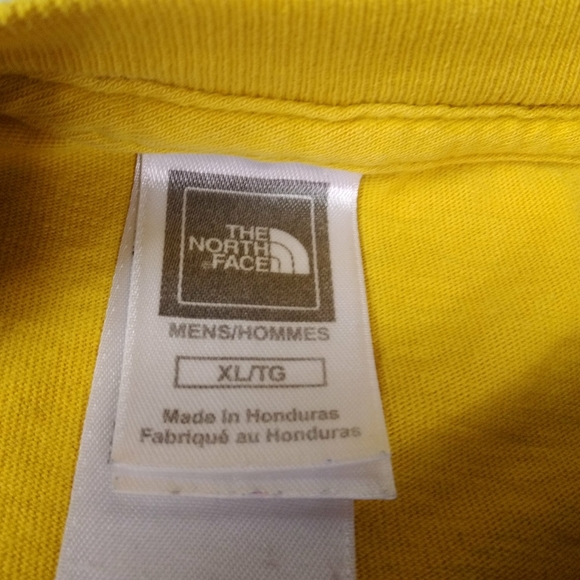 THE
NORTH
FACE
MENS/HOMMES
XL/TG
Made in Honduras
Fabriqué au Honduras